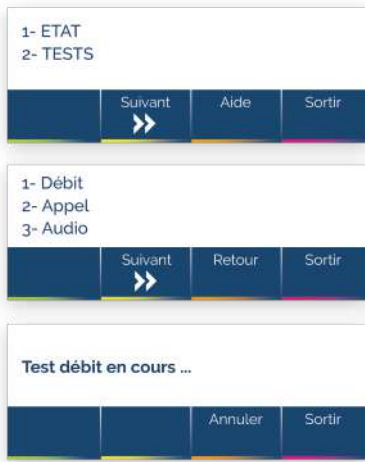 1- ETAT
2- TESTS
Suivant Aide Sortir
1- Débit
2- Appel
3- Audio
Suivant Retour Sortir
Test débit en cours ...
Annuler Sortir